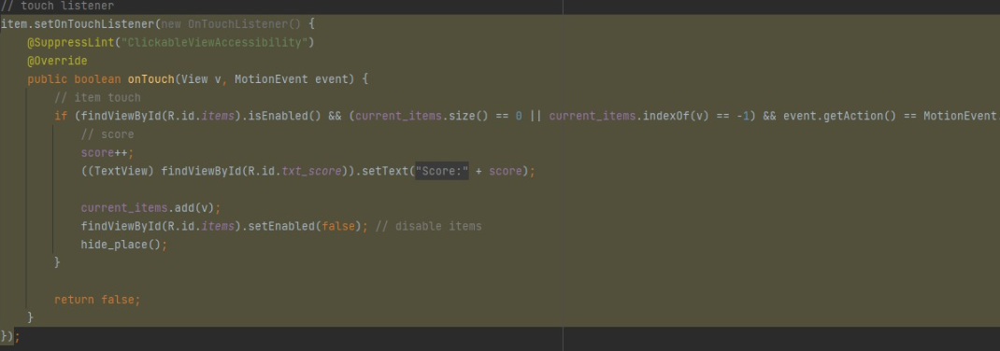 // touch listener
item.setOnTouchListener(new OnTouchListener() {
    @SuppressLint("ClickableViewAccessibility")
    @Override
    public boolean onTouch(View v, MotionEvent event) {
        // item touch
        if (findViewById(R.id.items).isEnabled() && (current_items.size() == 0 || current_items.indexOf(v) == -1) && event.getAction() == MotionEvent
            // score
            score++;
            ((TextView) findViewById(R.id.txt_score)).setText("Score:" + score);
            current_items.add(v);
            findViewById(R.id.items).setEnabled(false); // disable items
            hide_place();
        }
        return false;
    }
});